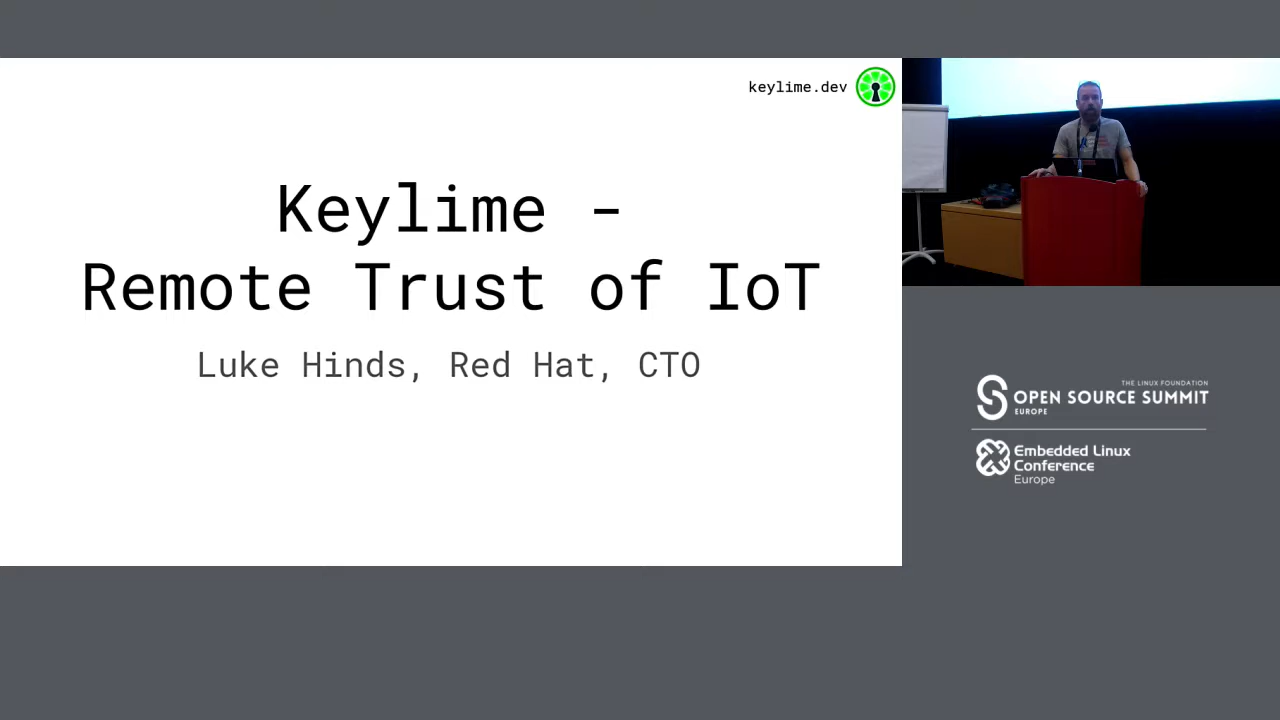 keylime.dev
Keylime -
Remote Trust of IoT
Luke Hinds, Red Hat, CTO
THE LINUX FOUNDATION
OPEN SOURCE SUMMIT
EUROPE
Embedded Linux
Conference
Europe